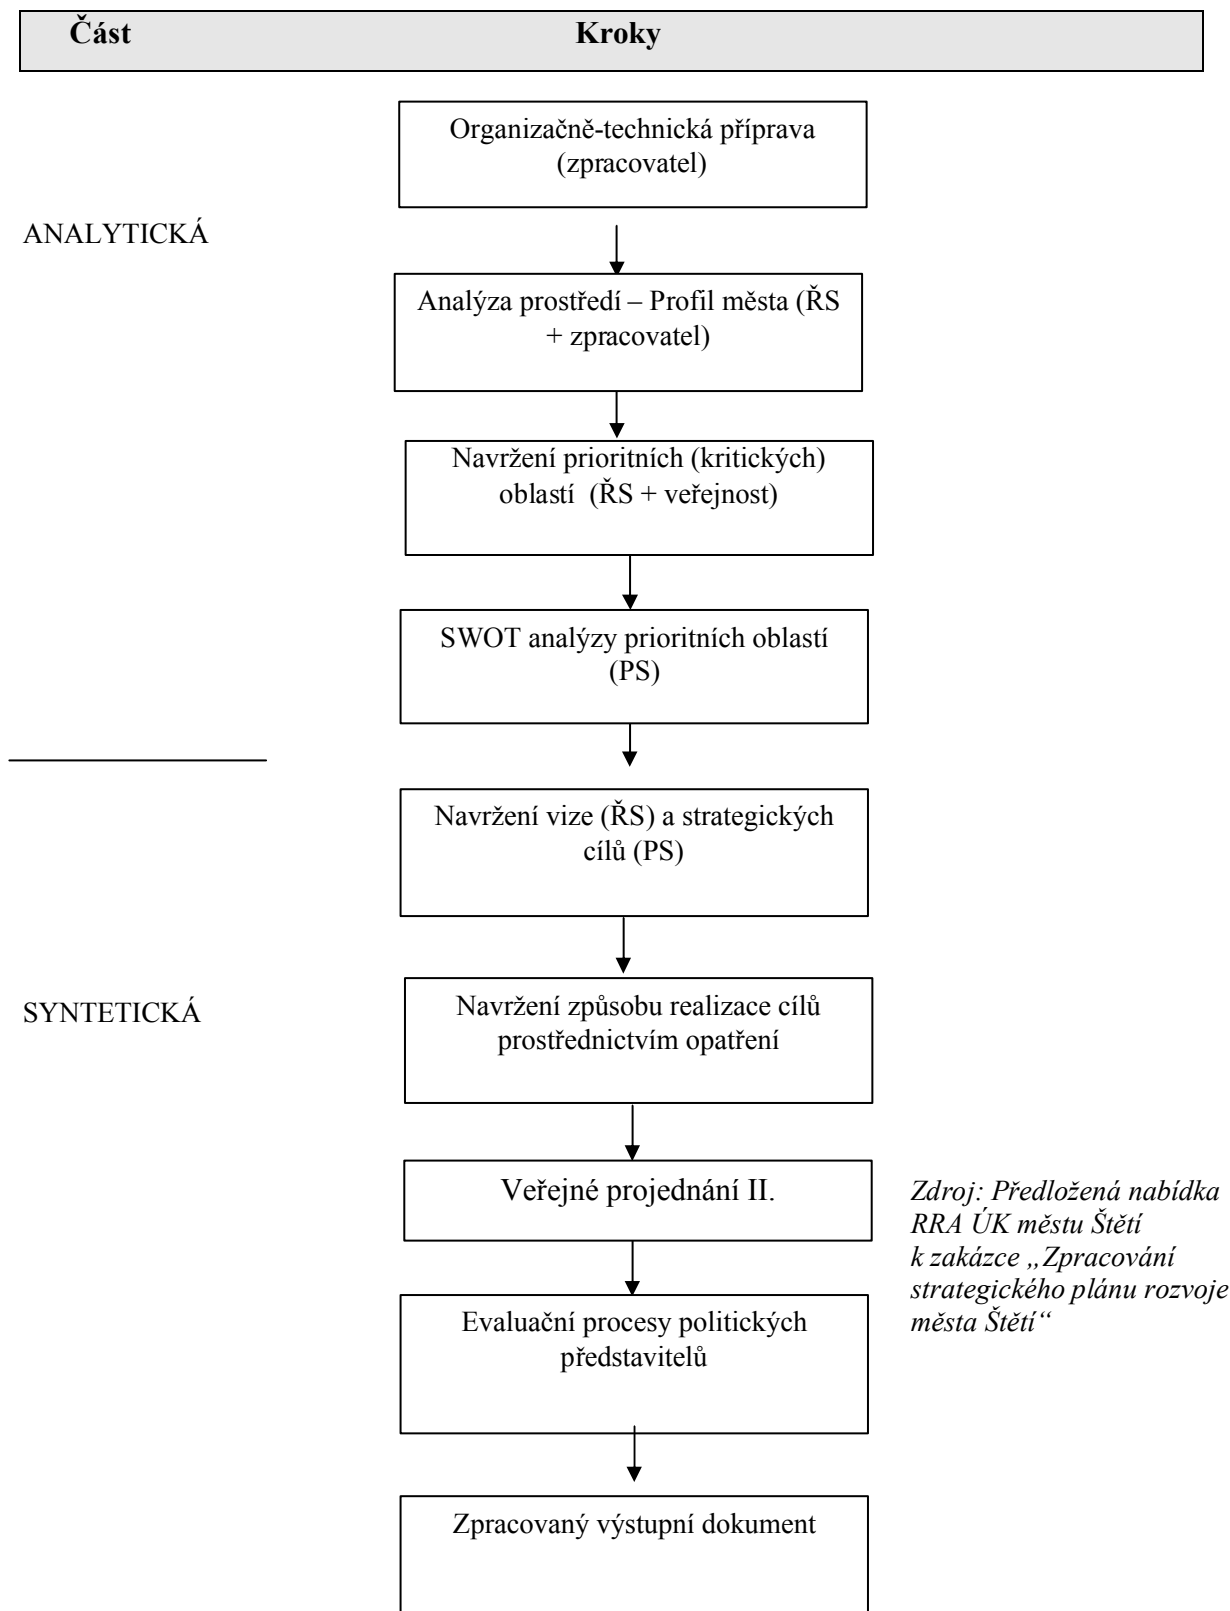 Část Kroky
Organizačně-technická příprava
(zpracovatel)
ANALYTICKÁ
Analýza prostředí – Profil města (ŘS
+ zpracovatel)
Navržení prioritních (kritických)
oblastí (ŘS + veřejnost)
SWOT analýzy prioritních oblastí
(PS)
Navržení vize (ŘS) a strategických
cílů (PS)
SYNTETICKÁ
Navržení způsobu realizace cílů
prostřednictvím opatření
Veřejné projednání II.
Zdroj: Předložená nabídka
RRA ÚK městu Štětí
k zakázce „Zpracování
strategického plánu rozvoje
města Štětí“
Evaluační procesy politických
představitelů
Zpracovaný výstupní dokument